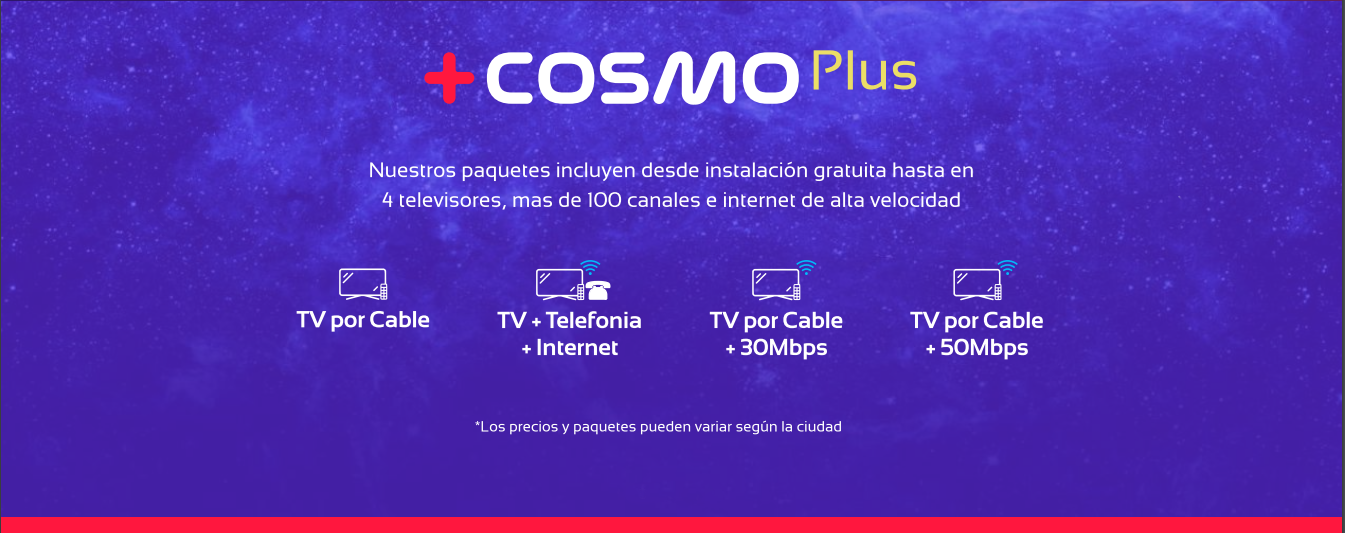 +COSMO Plus
Nuestros paquetes incluyen desde instalación gratuita hasta en
4 televisores, mas de 100 canales e internet de alta velocidad
TV por Cable
TV + Telefonia
+ Internet
TV por Cable
+ 30Mbps
TV por Cable
+ 50Mbps
*Los precios y paquetes pueden variar según la ciudad